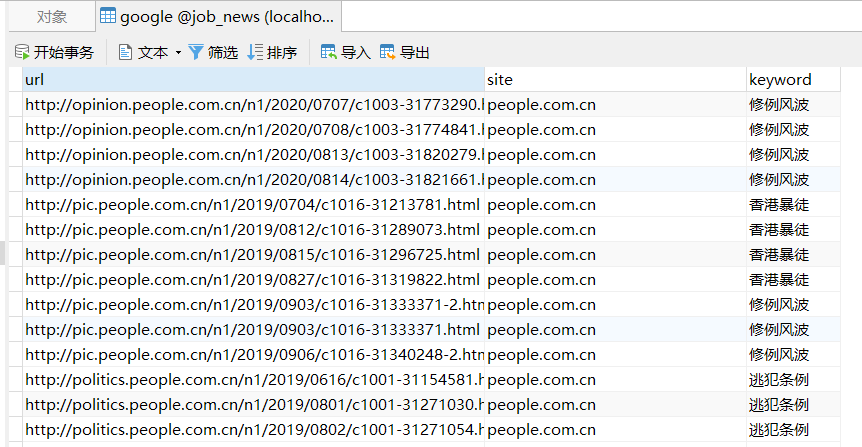 对象 google @job_news (localho...
开始事务 文本 筛选 排序 导入 导出
url site keyword
http://opinion.people.com.cn/n1/2020/0707/c1003-31773290.h people.com.cn 修例风波
http://opinion.people.com.cn/n1/2020/0708/c1003-31774841.h people.com.cn 修例风波
http://opinion.people.com.cn/n1/2020/0813/c1003-31820279.h people.com.cn 修例风波
http://opinion.people.com.cn/n1/2020/0814/c1003-31821661.h people.com.cn 修例风波
http://pic.people.com.cn/n1/2019/0704/c1016-31213781.html people.com.cn 香港暴徒
http://pic.people.com.cn/n1/2019/0812/c1016-31289073.html people.com.cn 香港暴徒
http://pic.people.com.cn/n1/2019/0815/c1016-31296725.html people.com.cn 香港暴徒
http://pic.people.com.cn/n1/2019/0827/c1016-31319822.html people.com.cn 香港暴徒
http://pic.people.com.cn/n1/2019/0903/c1016-31333371-2.htm people.com.cn 修例风波
http://pic.people.com.cn/n1/2019/0903/c1016-31333371.html people.com.cn 修例风波
http://pic.people.com.cn/n1/2019/0906/c1016-31340248-2.htm people.com.cn 修例风波
http://politics.people.com.cn/n1/2019/0616/c1001-31154581.h people.com.cn 逃犯条例
http://politics.people.com.cn/n1/2019/0801/c1001-31271030.h people.com.cn 逃犯条例
http://politics.people.com.cn/n1/2019/0802/c1001-31271054.h people.com.cn 逃犯条例